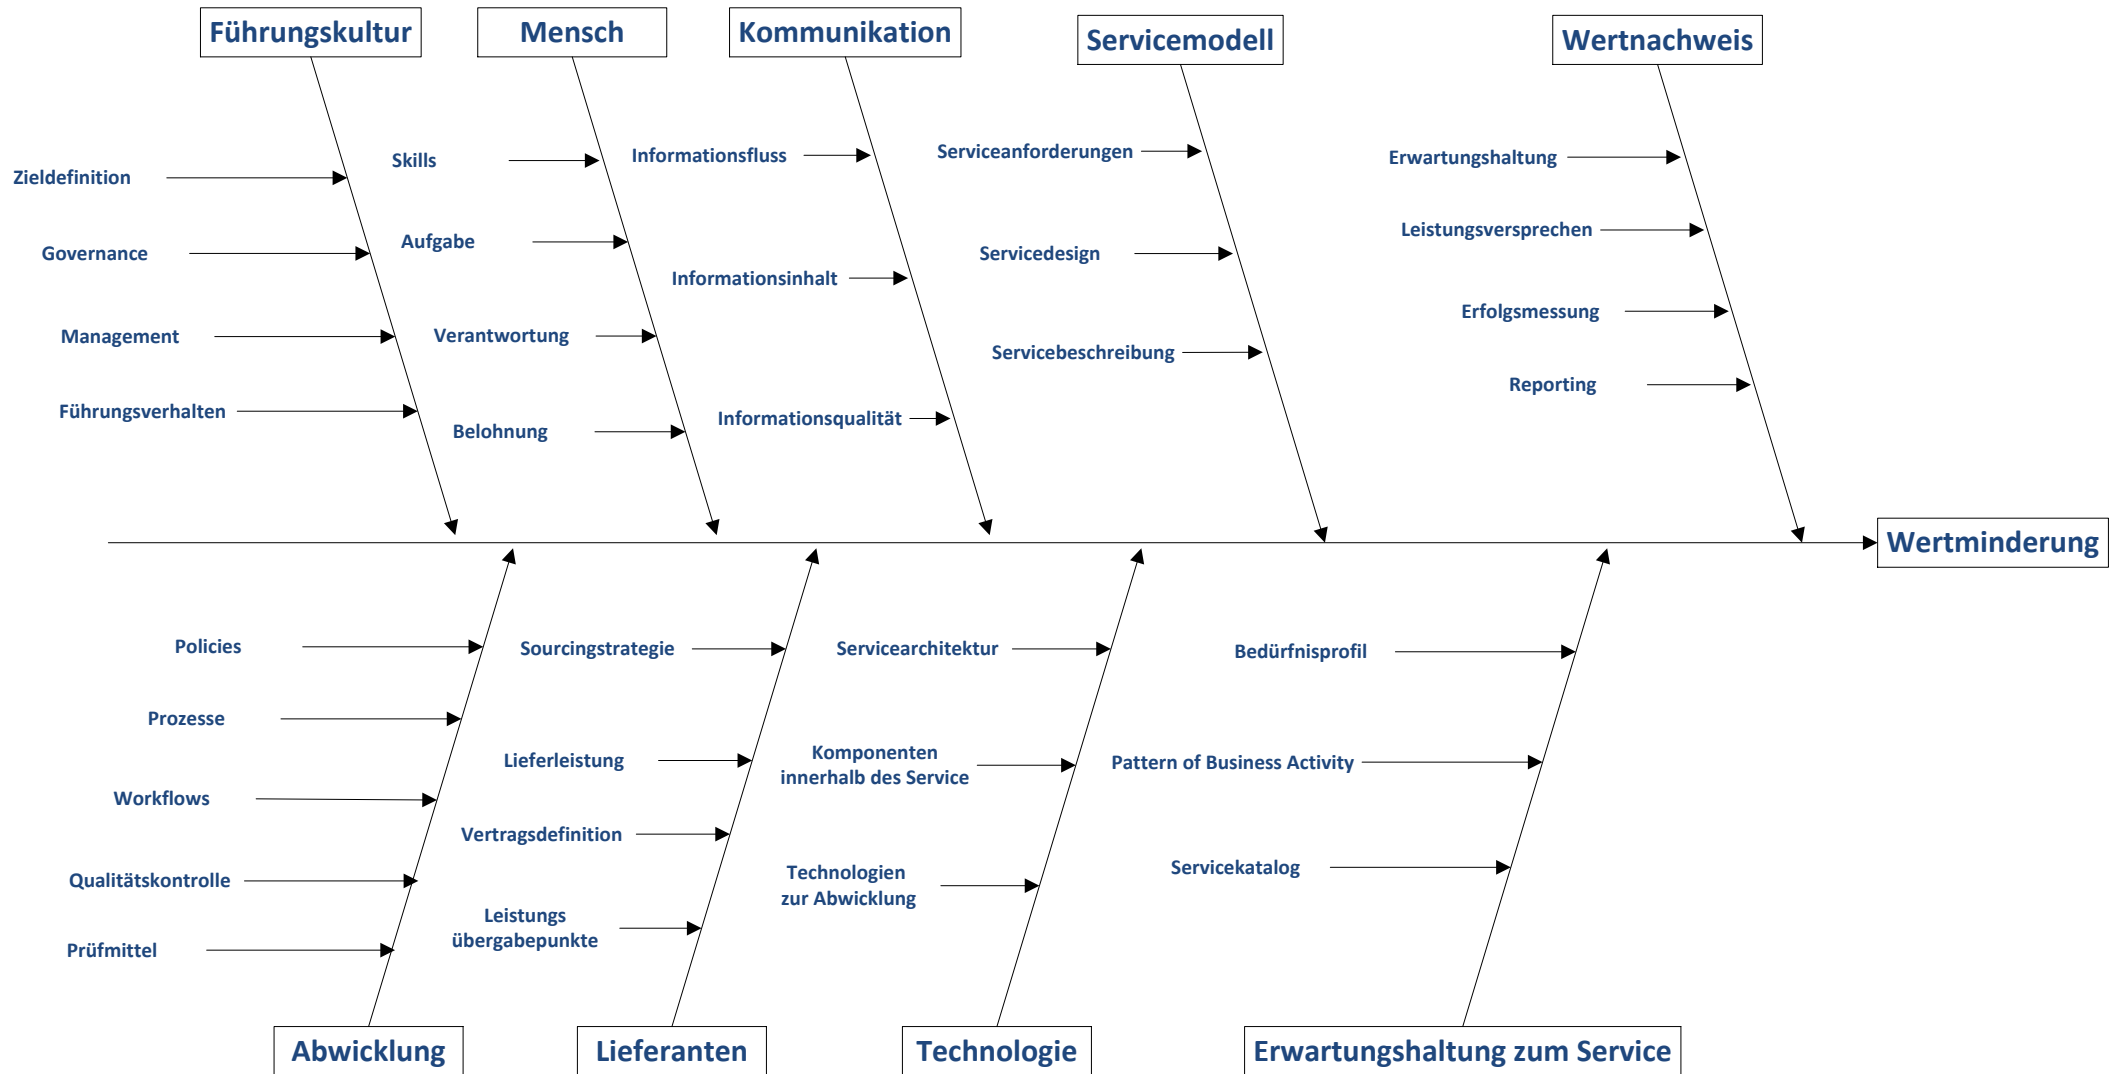 Führungskultur
Mensch
Kommunikation
Servicemodell
Wertnachweis
Zieldefinition
Governance
Management
Führungsverhalten
Skills
Aufgabe
Verantwortung
Belohnung
Informationsfluss
Informationsinhalt
Informationsqualität
Serviceanforderungen
Servicedesign
Servicebeschreibung
Erwartungshaltung
Leistungsversprechen
Erfolgsmessung
Reporting
Wertminderung
Policies
Prozesse
Workflows
Qualitätskontrolle
Prüfmittel
Sourcingstrategie
Lieferleistung
Vertragsdefinition
Leistungs
übergabepunkte
Servicearchitektur
Komponenten
innerhalb des Service
Technologien
zur Abwicklung
Bedürfnisprofil
Pattern of Business Activity
Servicekatalog
Abwicklung
Lieferanten
Technologie
Erwartungshaltung zum Service